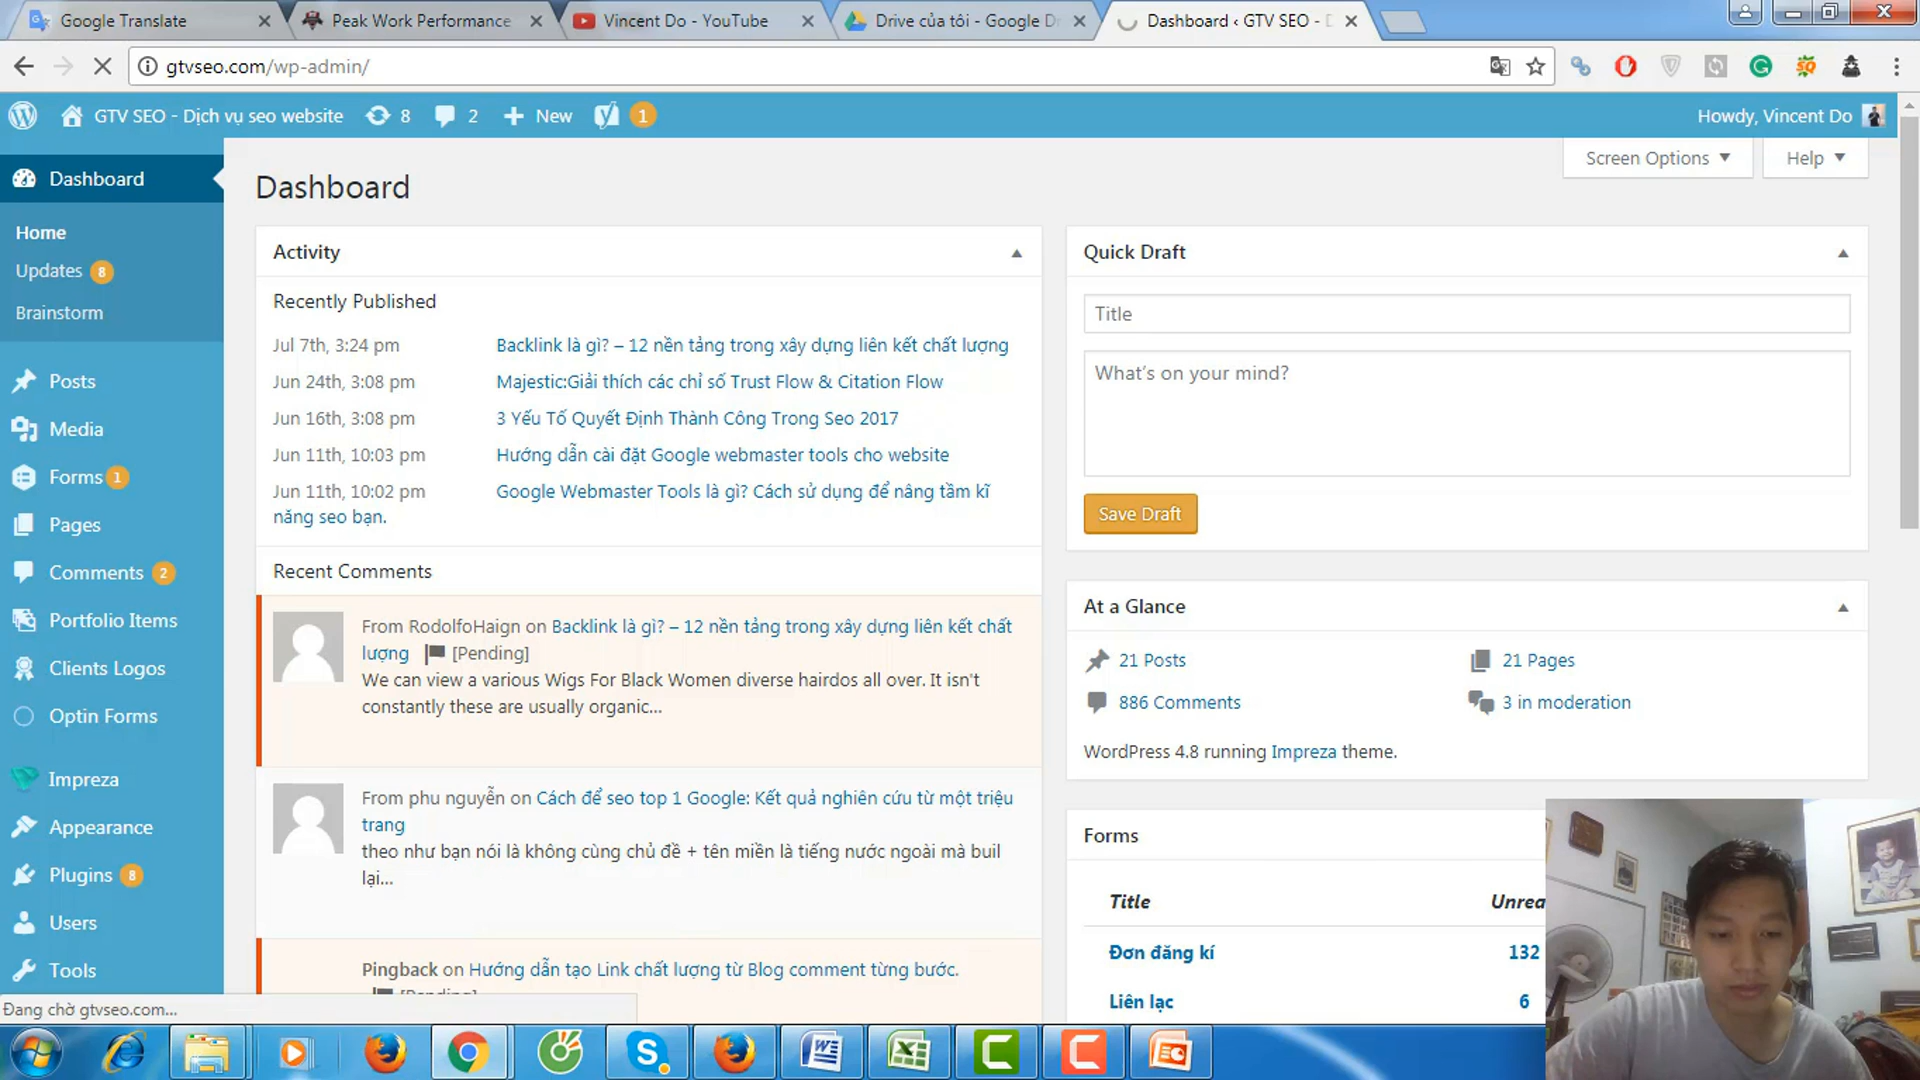 Google Translate
Peak Work Performance
Vincent Do - YouTube
Drive của tôi - Google Dr
Dashboard ‹ GTV SEO - D
gtvseo.com/wp-admin/
GTV SEO - Dịch vụ seo website
8
2
New
1
Howdy, Vincent Do
Screen Options
Help
Dashboard
Home
Updates 8
Brainstorm
Posts
Media
Forms 1
Pages
Comments 2
Portfolio Items
Clients Logos
Optin Forms
Impreza
Appearance
Plugins 8
Users
Tools
Dashboard
Activity
Recently Published
Jul 7th, 3:24 pm Backlink là gì? – 12 nền tảng trong xây dựng liên kết chất lượng
Jun 24th, 3:08 pm Majestic:Giải thích các chỉ số Trust Flow & Citation Flow
Jun 16th, 3:08 pm 3 Yếu Tố Quyết Định Thành Công Trong Seo 2017
Jun 11th, 10:03 pm Hướng dẫn cài đặt Google webmaster tools cho website
Jun 11th, 10:02 pm Google Webmaster Tools là gì? Cách sử dụng để nâng tầm kĩ
năng seo bạn.
Recent Comments
From RodolfoHaign on Backlink là gì? – 12 nền tảng trong xây dựng liên kết chất
lượng [Pending]
We can view a various Wigs For Black Women diverse hairdos all over. It isn't
constantly these are usually organic...
From phu nguyễn on Cách để seo top 1 Google: Kết quả nghiên cứu từ một triệu
trang
theo như bạn nói là không cùng chủ đề + tên miền là tiếng nước ngoài mà buil
lại...
Pingback on Hướng dẫn tạo Link chất lượng từ Blog comment từng bước.
[Pending]
Quick Draft
Title
What's on your mind?
Save Draft
At a Glance
21 Posts
21 Pages
886 Comments
3 in moderation
WordPress 4.8 running Impreza theme.
Forms
Title Unrea
Đơn đăng kí 132
Liên lạc 6
Đang chờ gtvseo.com...